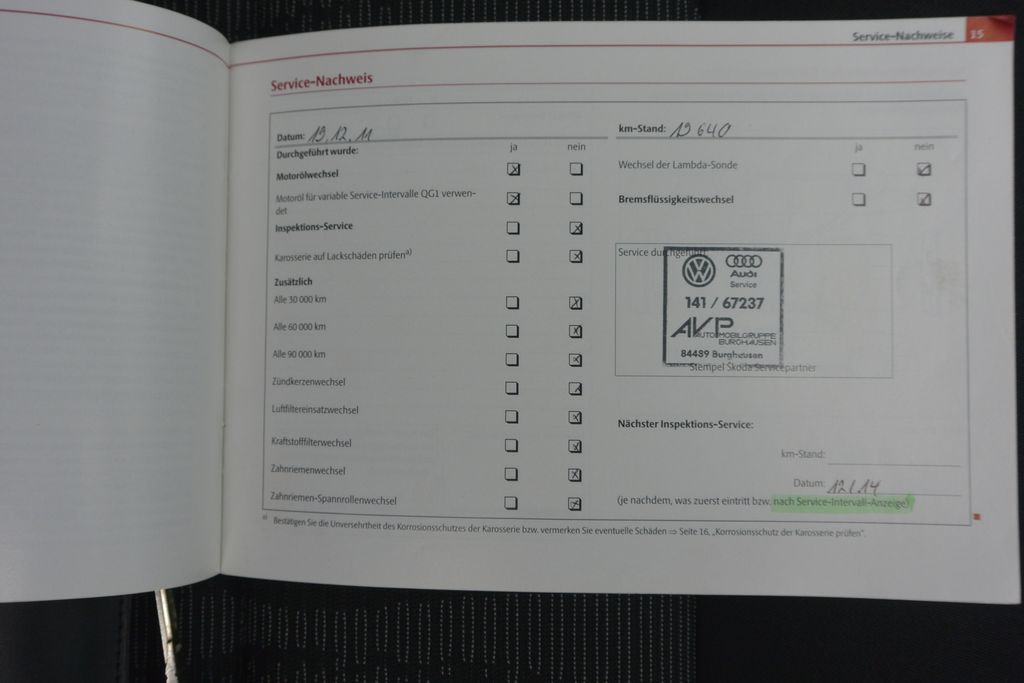 Service-Nachweise 15
Service-Nachweis
Datum: 19.12.11
Durchgeführt wurde: ja nein
Motorölwechsel
Motoröl für variable Service-Intervalle QG1 verwen-
det
Inspektions-Service
Karosserie auf Lackschäden prüfen a)
Zusätzlich
Alle 30 000 km
Alle 60 000 km
Alle 90 000 km
Zündkerzenwechsel
Luftfiltereinsatzwechsel
Kraftstofffilterwechsel
Zahnriemenwechsel
Zahnriemen-Spannrollenwechsel
km-Stand: 19 640
ja nein
Wechsel der Lambda-Sonde
Bremsflüssigkeitswechsel
Service durchgeführt
Audi
Service
141 / 67237
AVP AUTOMOBILGRUPPE
BURGHAUSEN
84489 Burghausen
Stempel Škoda Servicepartner
Nächster Inspektions-Service:
km-Stand:
Datum: 12/14
(je nachdem, was zuerst eintritt bzw. nach Service-Intervall-Anzeige)
a) Bestätigen Sie die Unversehrtheit des Korrosionsschutzes der Karosserie bzw. vermerken Sie eventuelle Schäden ⇒ Seite 16, „Korrosionsschutz der Karosserie prüfen".